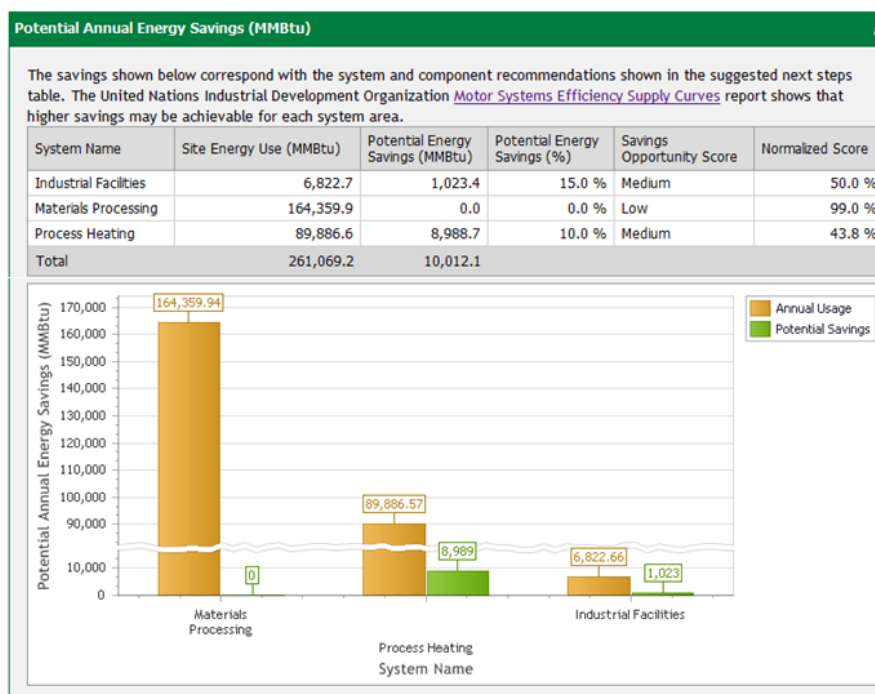 Potential Annual Energy Savings (MMBtu)
The savings shown below correspond with the system and component recommendations shown in the suggested next steps
table. The United Nations Industrial Development Organization Motor Systems Efficiency Supply Curves report shows that
higher savings may be achievable for each system area.
System Name Site Energy Use (MMBtu) Potential Energy Savings (MMBtu) Potential Energy Savings (%) Savings Opportunity Score Normalized Score
Industrial Facilities 6,822.7 1,023.4 15.0 % Medium 50.0 %
Materials Processing 164,359.9 0.0 0.0 % Low 99.0 %
Process Heating 89,886.6 8,988.7 10.0 % Medium 43.8 %
Total 261,069.2 10,012.1
Potential Annual Energy Savings (MMBtu)
170,000
160,000
150,000
140,000
130,000
120,000
110,000
100,000
90,000
10,000
0
164,359.94
0
89,886.57
8,989
6,822.66
1,023
Annual Usage
Potential Savings
Materials
Processing
Process Heating
Industrial Facilities
System Name